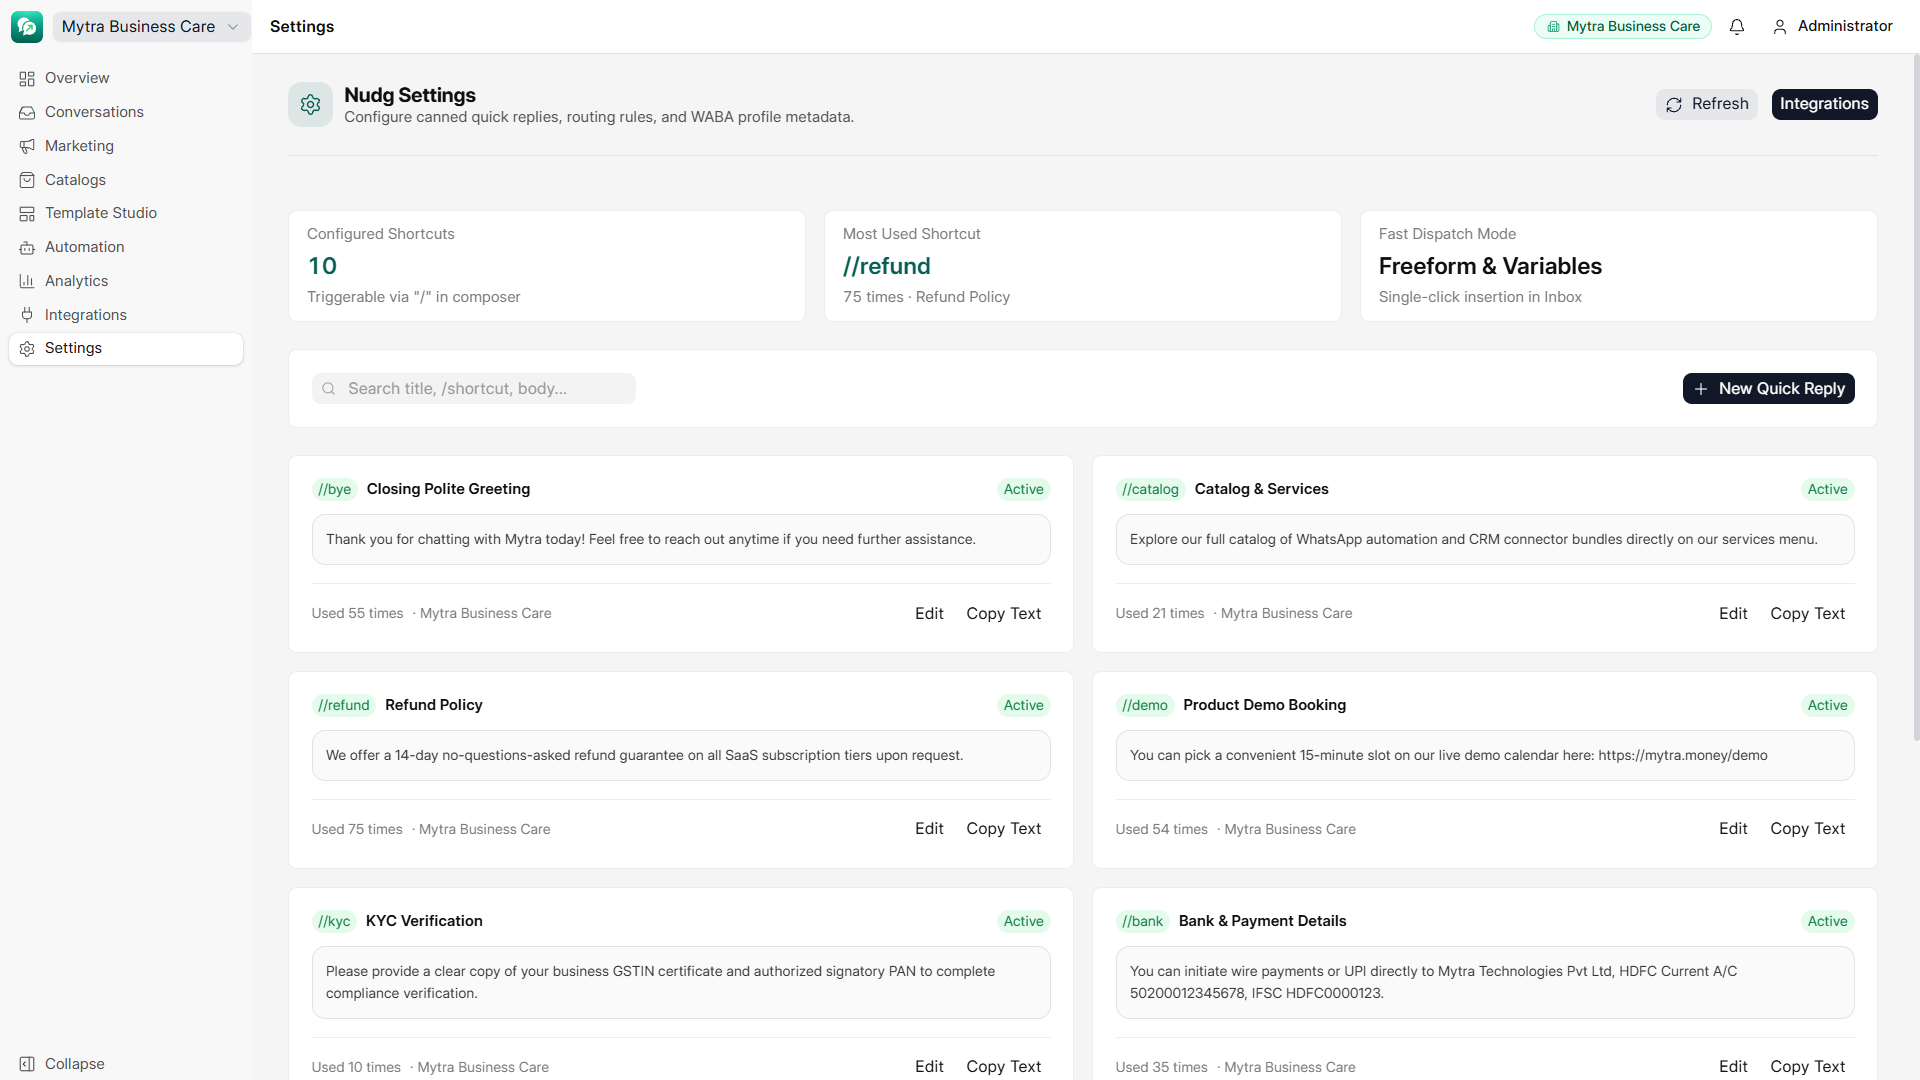 Mytra Business Care
Settings
Mytra Business Care
Administrator
Overview
Conversations
Marketing
Catalogs
Template Studio
Automation
Analytics
Integrations
Settings
Collapse
Nudg Settings
Configure canned quick replies, routing rules, and WABA profile metadata.
Refresh
Integrations
Configured Shortcuts
10
Triggerable via "/" in composer
Most Used Shortcut
//refund
75 times · Refund Policy
Fast Dispatch Mode
Freeform & Variables
Single-click insertion in Inbox
Search title, /shortcut, body...
New Quick Reply
//bye Closing Polite Greeting Active
Thank you for chatting with Mytra today! Feel free to reach out anytime if you need further assistance.
Used 55 times · Mytra Business Care Edit Copy Text
//catalog Catalog & Services Active
Explore our full catalog of WhatsApp automation and CRM connector bundles directly on our services menu.
Used 21 times · Mytra Business Care Edit Copy Text
//refund Refund Policy Active
We offer a 14-day no-questions-asked refund guarantee on all SaaS subscription tiers upon request.
Used 75 times · Mytra Business Care Edit Copy Text
//demo Product Demo Booking Active
You can pick a convenient 15-minute slot on our live demo calendar here: https://mytra.money/demo
Used 54 times · Mytra Business Care Edit Copy Text
//kyc KYC Verification Active
Please provide a clear copy of your business GSTIN certificate and authorized signatory PAN to complete
compliance verification.
Used 10 times · Mytra Business Care Edit Copy Text
//bank Bank & Payment Details Active
You can initiate wire payments or UPI directly to Mytra Technologies Pvt Ltd, HDFC Current A/C
50200012345678, IFSC HDFC0000123.
Used 35 times · Mytra Business Care Edit Copy Text